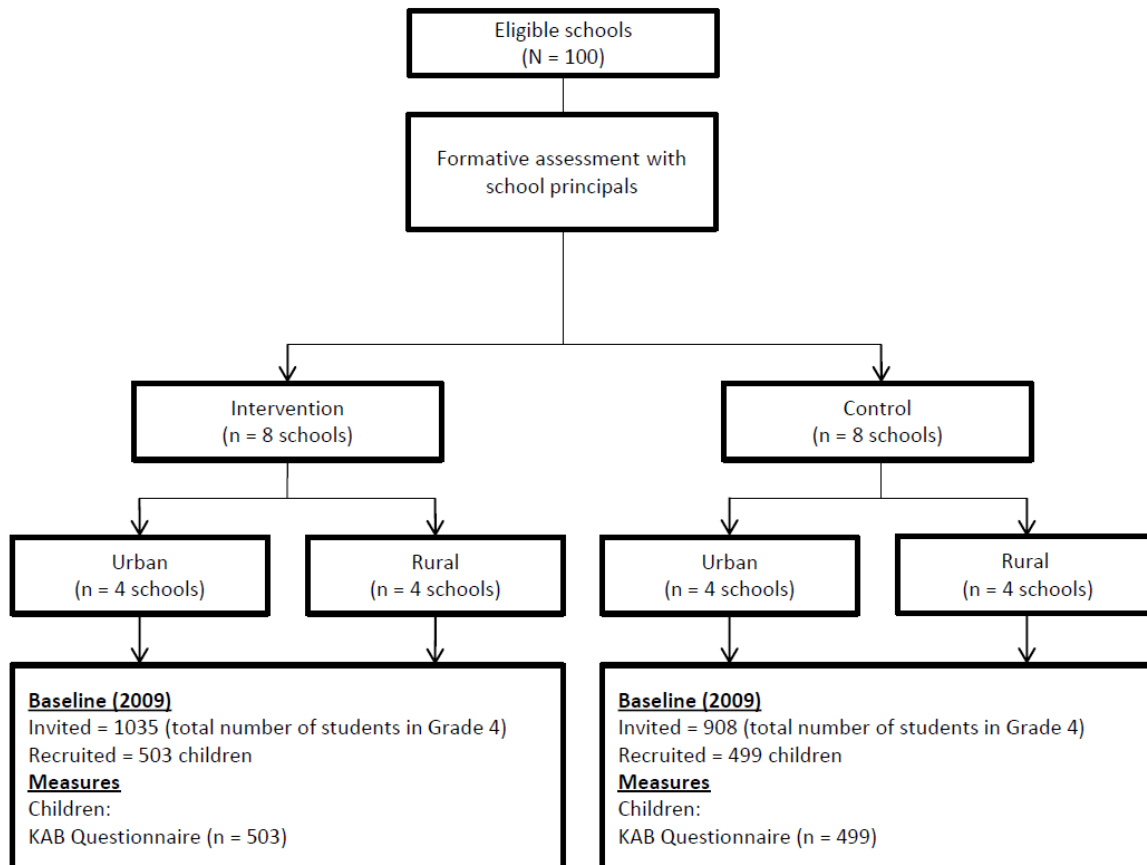 Eligible schools
(N = 100)
Formative assessment with
school principals
Intervention
(n = 8 schools)
Control
(n = 8 schools)
Urban
(n = 4 schools)
Rural
(n = 4 schools)
Urban
(n = 4 schools)
Rural
(n = 4 schools)
Baseline (2009)
Invited = 1035 (total number of students in Grade 4)
Recruited = 503 children
Measures
Children:
KAB Questionnaire (n = 503)
Baseline (2009)
Invited = 908 (total number of students in Grade 4)
Recruited = 499 children
Measures
Children:
KAB Questionnaire (n = 499)